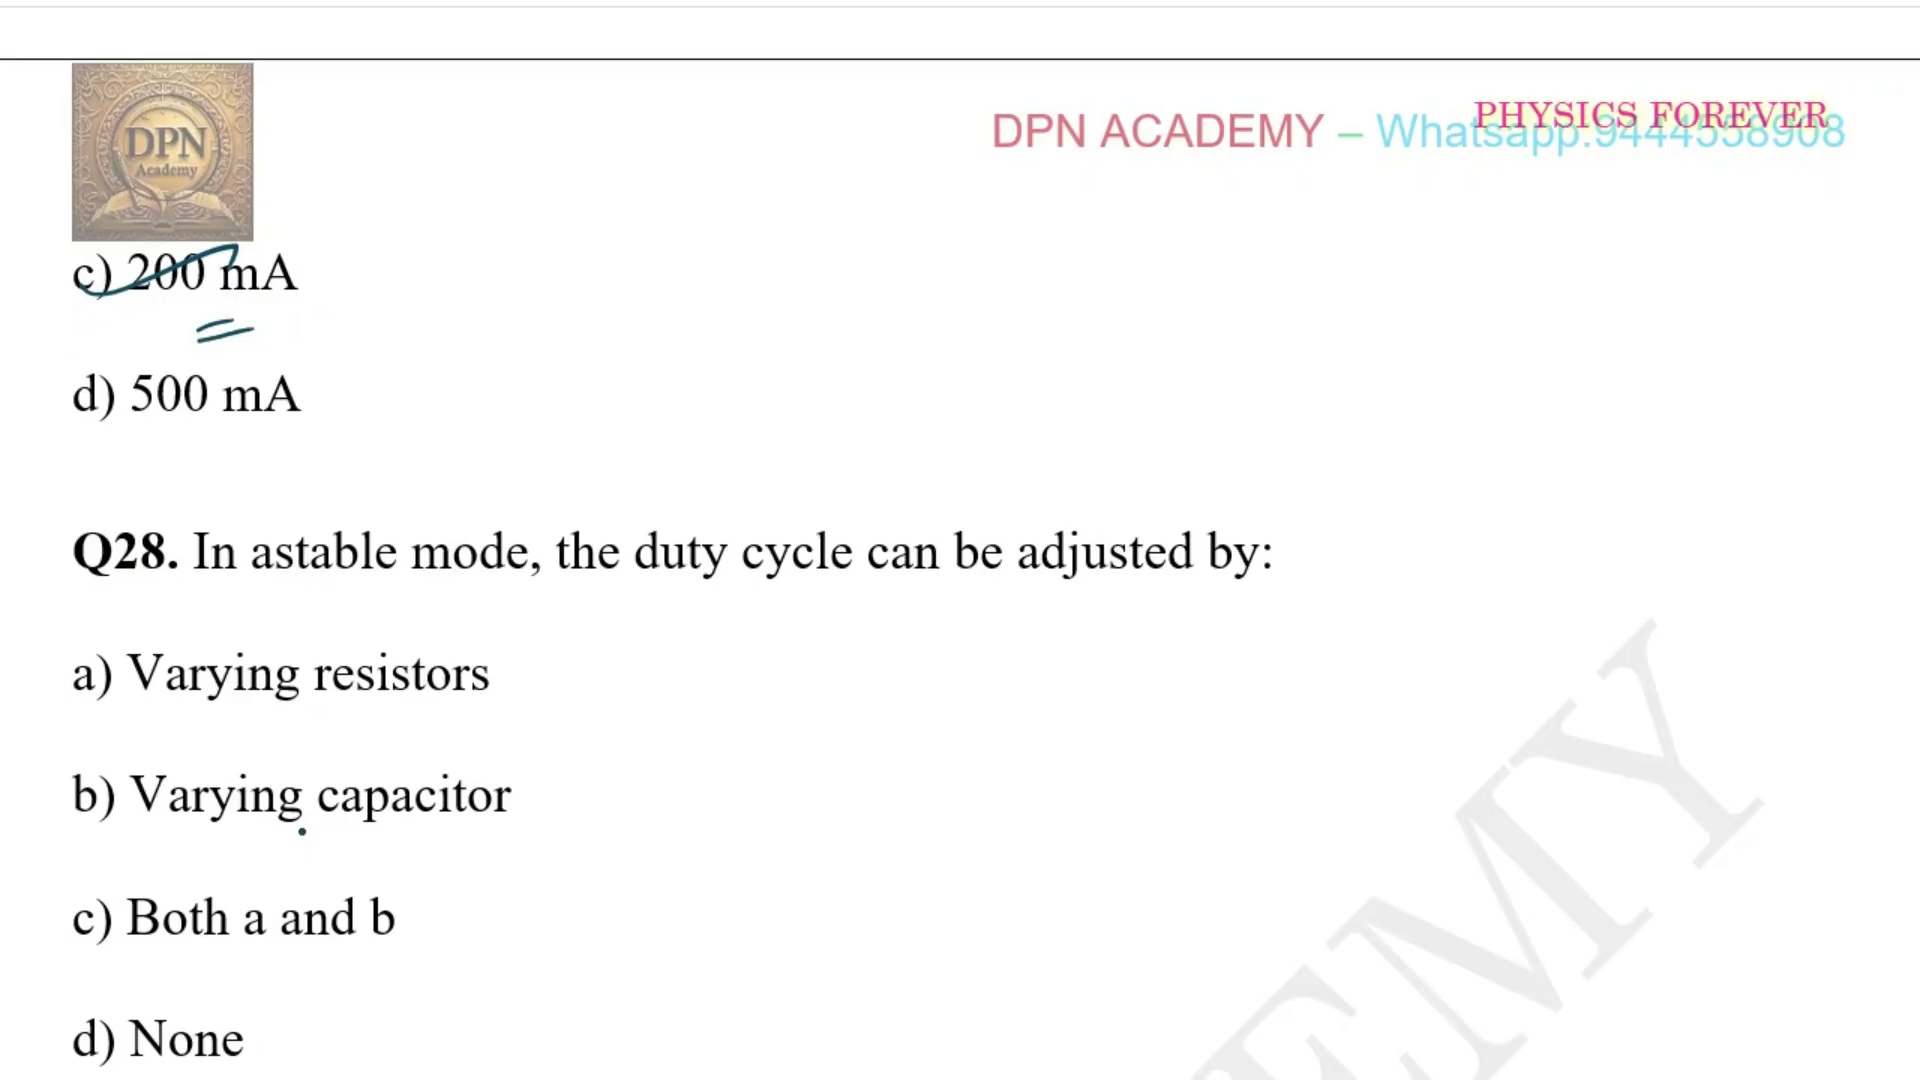 DPN
Academy
DPN ACADEMY – Whatsapp:9444558908
PHYSICS FOREVER
c) 200 mA
d) 500 mA
Q28. In astable mode, the duty cycle can be adjusted by:
a) Varying resistors
b) Varying capacitor
c) Both a and b
d) None
EMY